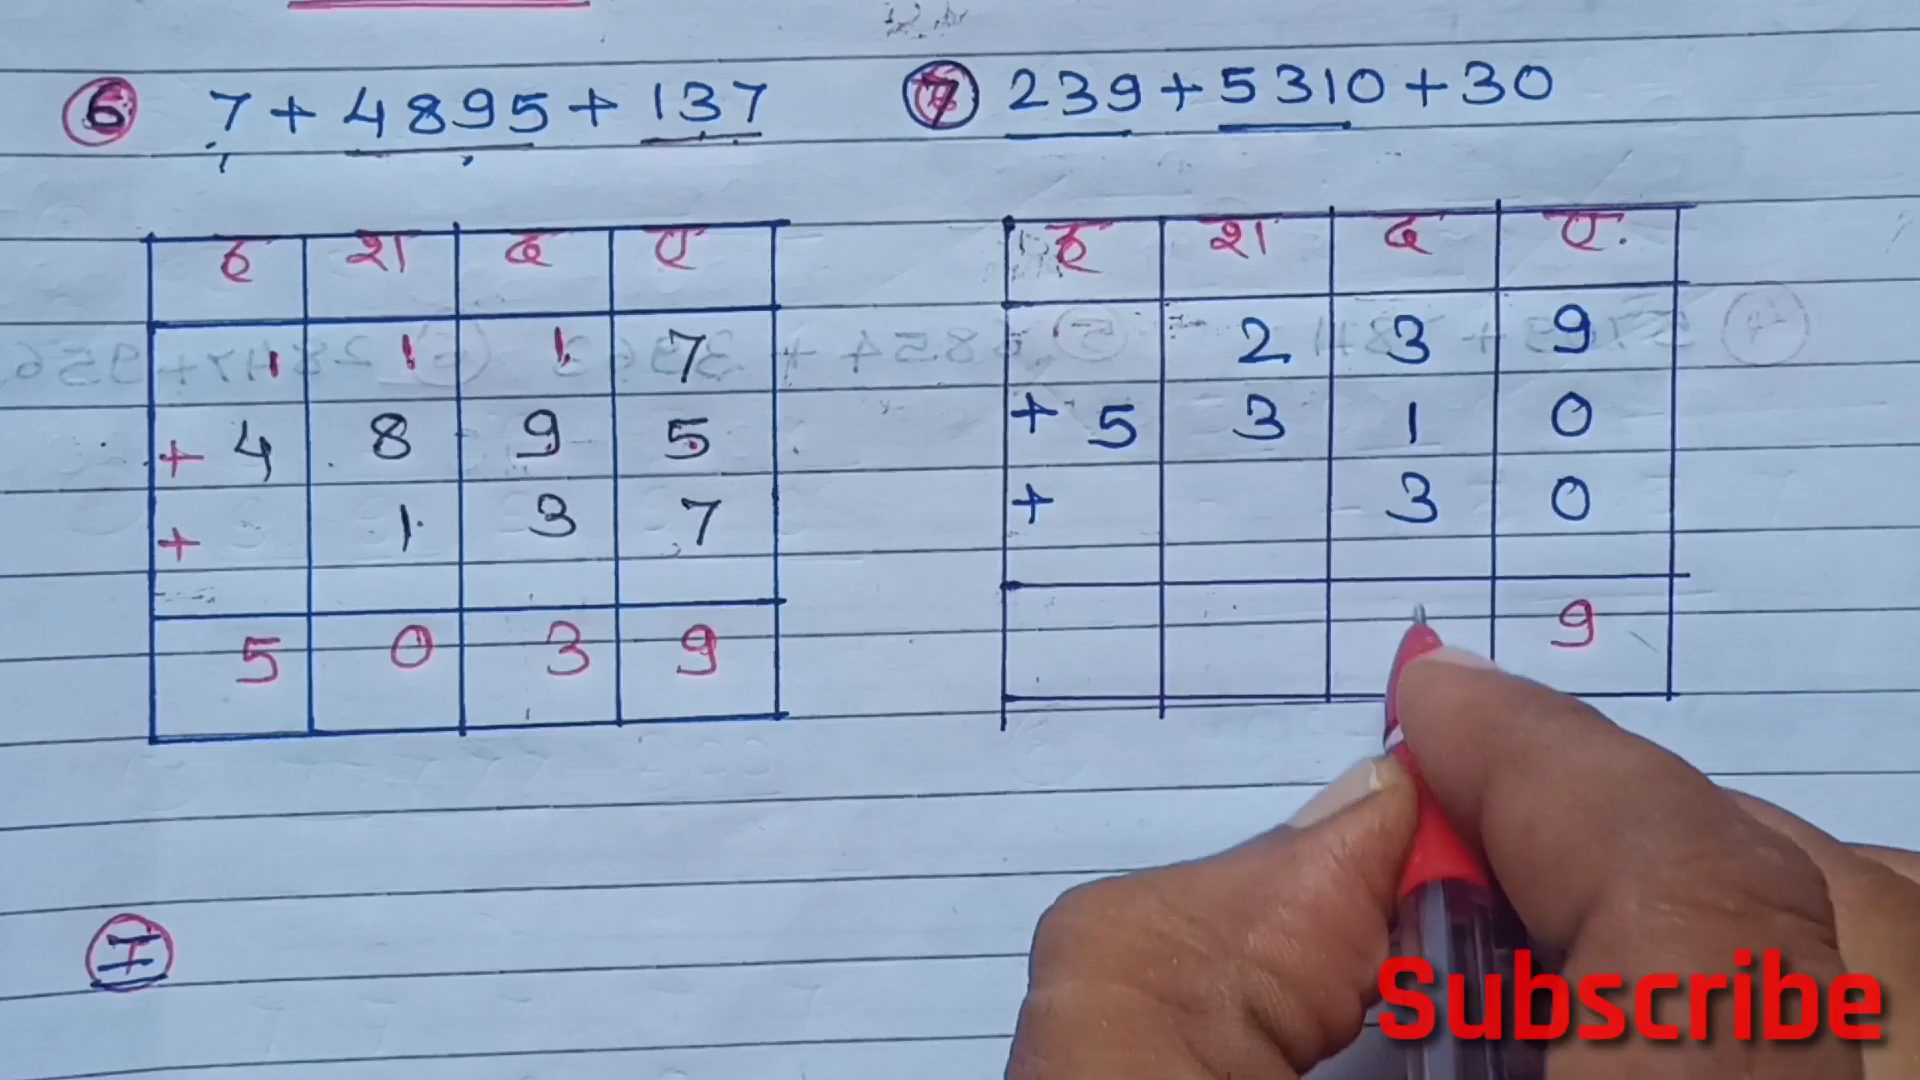 6 7 + 4895 + 137
7 239 + 5310 + 30
ह श द ए
1 1 1 7
+ 4 8 9 5
+ 1 3 7
5 0 3 9
ह श द ए.
2 3 9
+ 5 3 1 0
+ 3 0
9
I
Subscribe